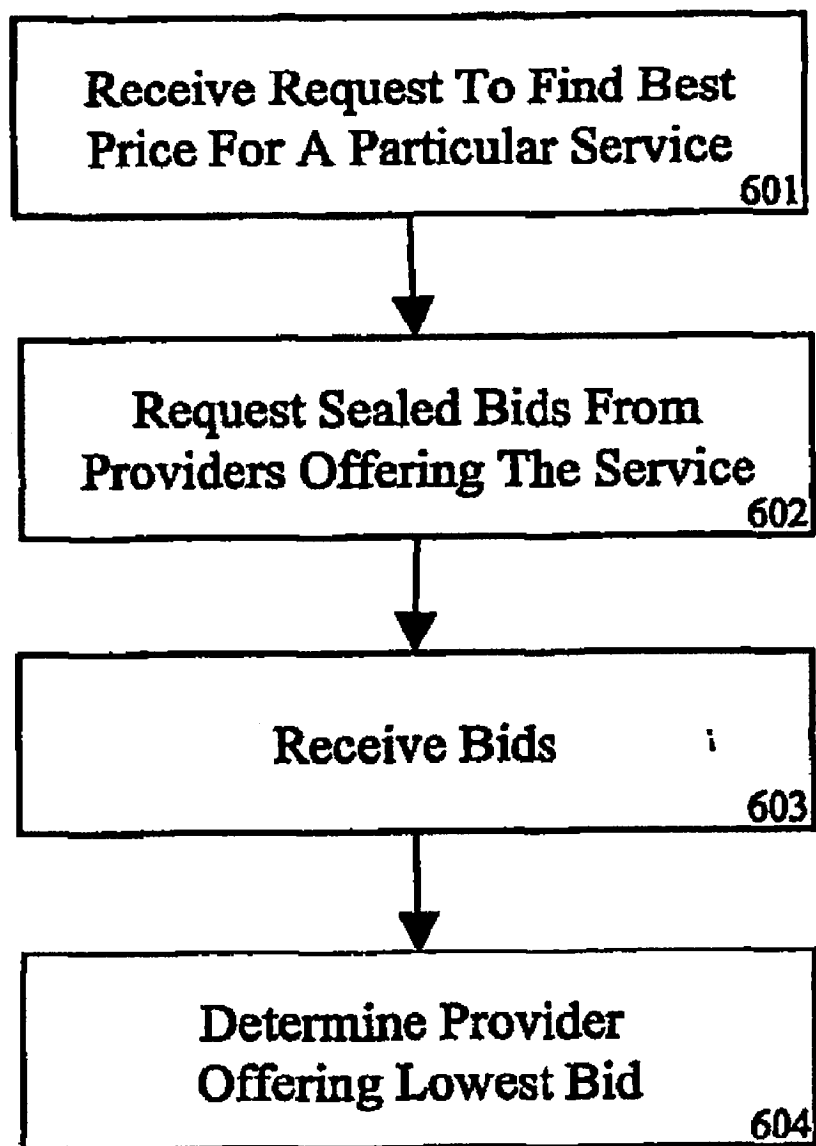 Receive Request To Find Best
Price For A Particular Service
601
Request Sealed Bids From
Providers Offering The Service
602
Receive Bids
603
Determine Provider
Offering Lowest Bid
604